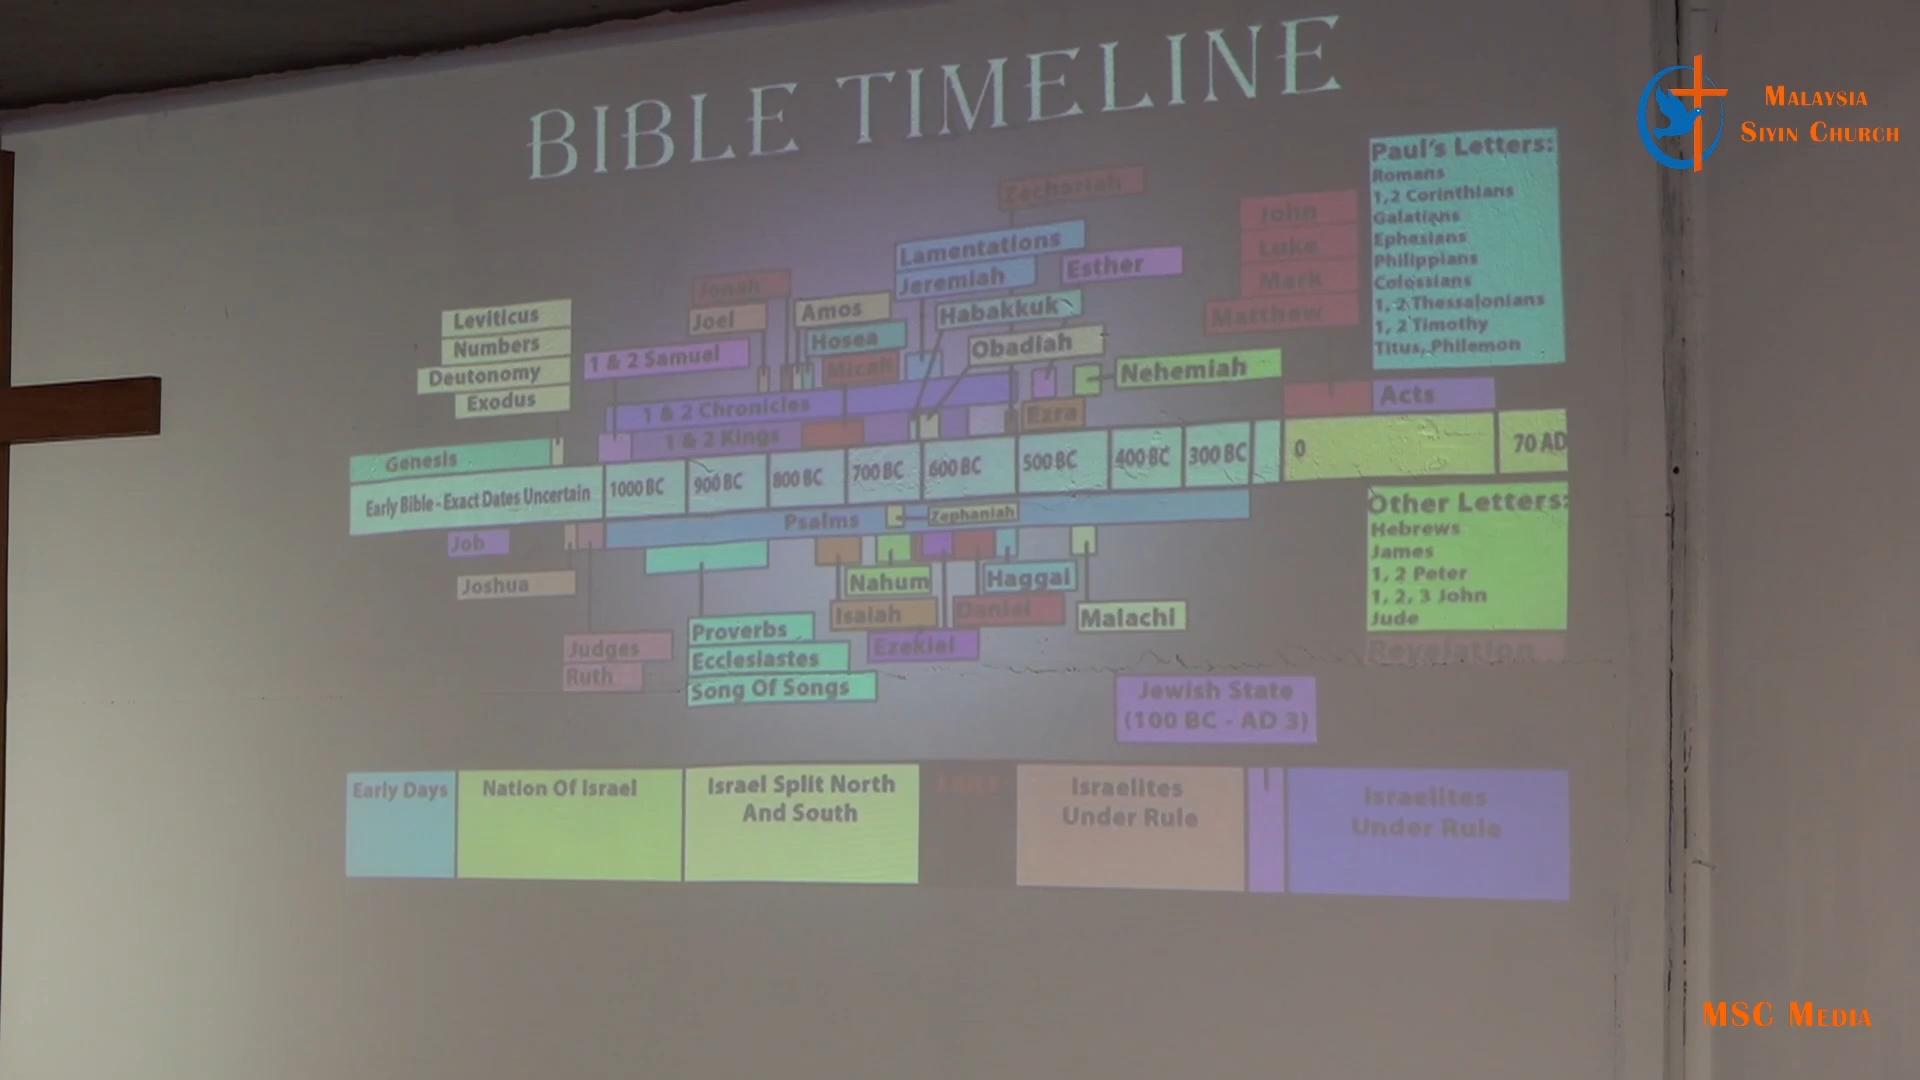 BIBLE TIMELINE
MALAYSIA
SIYIN CHURCH
Paul's Letters:
Romans
1,2 Corinthians
Galatians
Ephesians
Philippians
Colossians
1, 2 Thessalonians
1, 2 Timothy
Titus, Philemon
Zechariah
John
Luke
Mark
Matthew
Lamentations
Jeremiah
Esther
Habakkuk
Obadiah
Nehemiah
Ezra
Acts
Jonah
Joel
Amos
Hosea
Micah
Leviticus
Numbers
Deutonomy
Exodus
1 & 2 Samuel
1 & 2 Chronicles
1 & 2 Kings
Genesis
Early Bible - Exact Dates Uncertain
1000 BC
900 BC
800 BC
700 BC
600 BC
500 BC
400 BC
300 BC
0
70 AD
Psalms
Zephaniah
Job
Joshua
Judges
Ruth
Proverbs
Ecclesiastes
Song Of Songs
Nahum
Isaiah
Ezekiel
Haggai
Daniel
Malachi
Other Letters:
Hebrews
James
1, 2 Peter
1, 2, 3 John
Jude
Revelation
Jewish State
(100 BC - AD 3)
Early Days
Nation Of Israel
Israel Split North
And South
Israelites
Under Rule
Israelites
Under Rule
MSC MEDIA